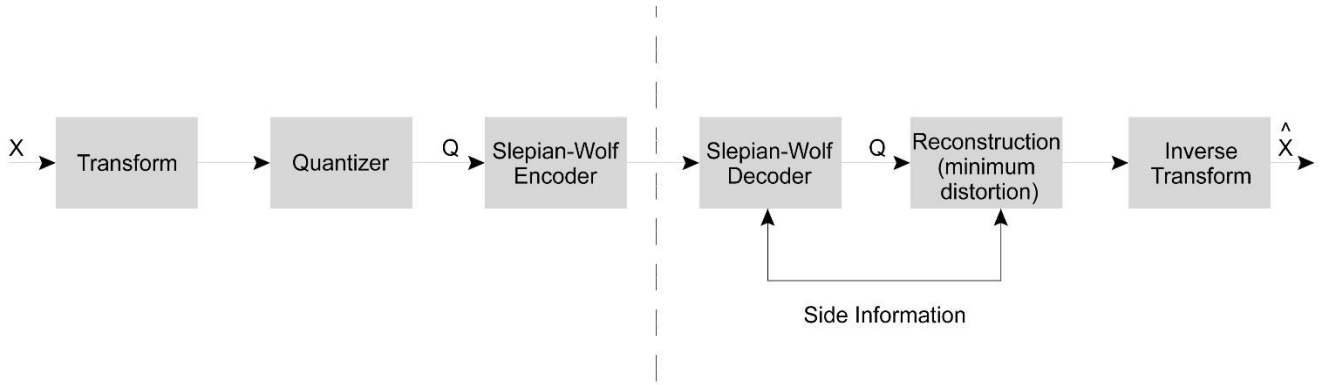 X
Transform
Quantizer
Q
Slepian-Wolf
Encoder
Slepian-Wolf
Decoder
Q
Reconstruction
(minimum
distortion)
Inverse
Transform
^
X
Side Information